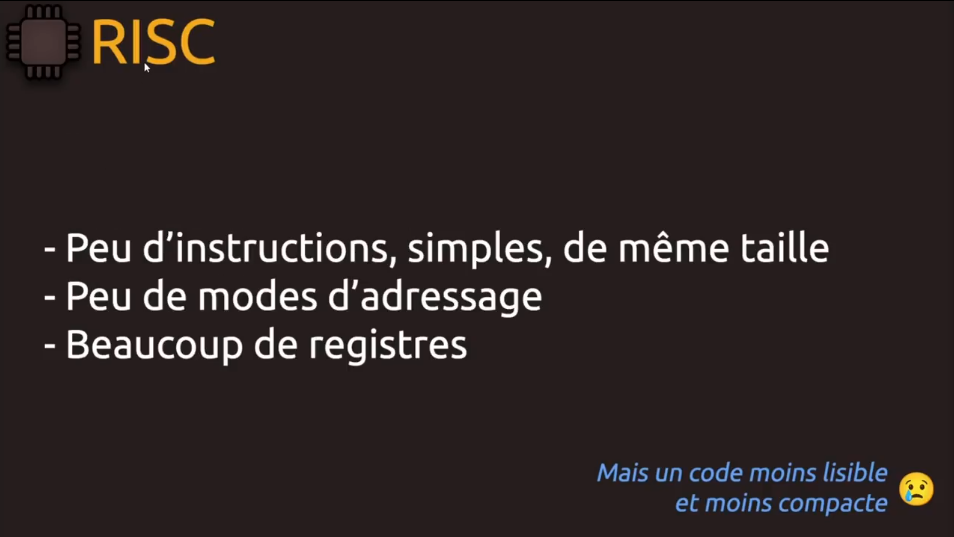 RISC
- Peu d’instructions, simples, de même taille
- Peu de modes d’adressage
- Beaucoup de registres
Mais un code moins lisible
et moins compacte